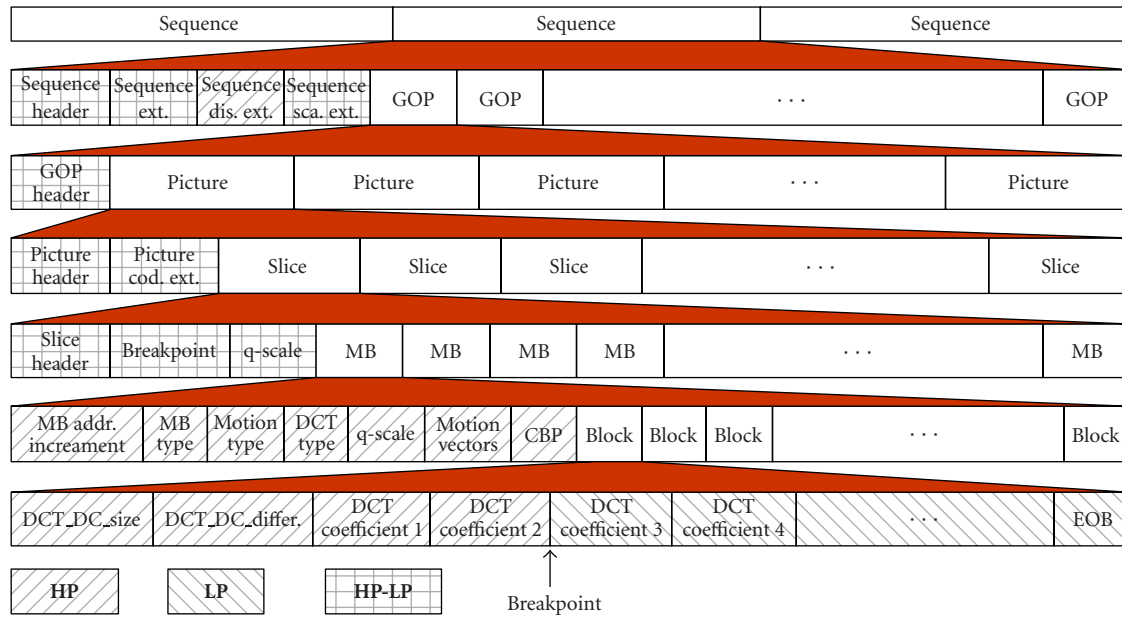 Sequence Sequence Sequence
Sequence header Sequence ext. Sequence dis. ext. Sequence sca. ext. GOP GOP · · · GOP
GOP header Picture Picture Picture · · · Picture
Picture header Picture cod. ext. Slice Slice Slice · · · Slice
Slice header Breakpoint q-scale MB MB MB MB · · · MB
MB addr. increament MB type Motion type DCT type q-scale Motion vectors CBP Block Block Block · · · Block
DCT_DC_size DCT_DC_differ. DCT coefficient 1 DCT coefficient 2 DCT coefficient 3 DCT coefficient 4 · · · EOB
HP LP HP-LP
Breakpoint